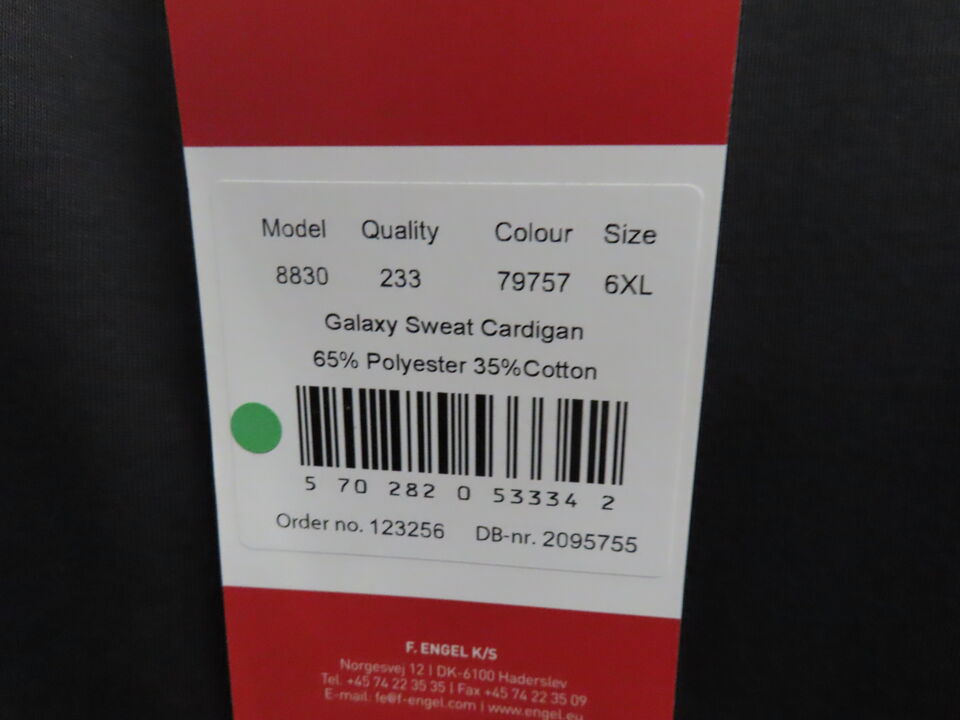 Model Quality Colour Size
8830 233 79757 6XL
Galaxy Sweat Cardigan
65% Polyester 35%Cotton
5 70 282 0 53334 2
Order no. 123256 DB-nr. 2095755
F. ENGEL K/S
Norgesvej 12 | DK-6100 Haderslev
Tel. +45 74 22 35 35 | Fax +45 74 22 35 09
E-mail: fe@f-engel.com | www.engel.eu